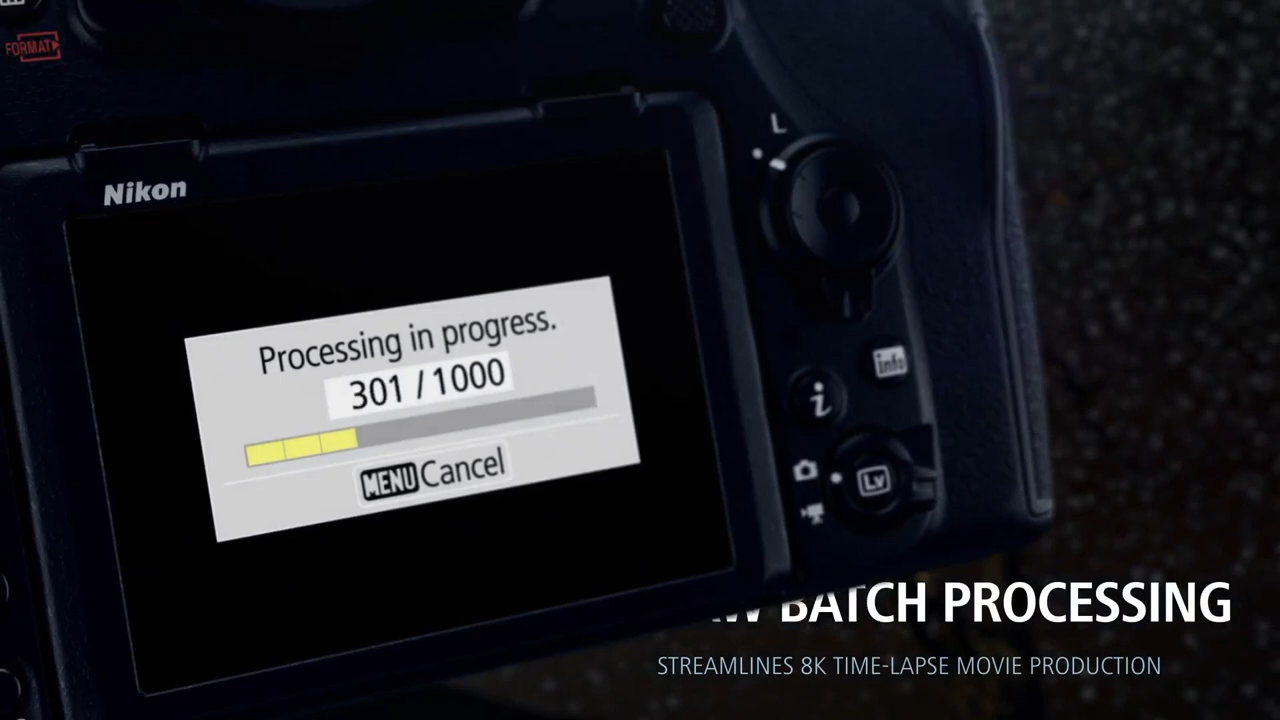 FORMAT
Nikon
L
Processing in progress.
301 / 1000
MENU Cancel
info
i
Lv
BATCH PROCESSING
STREAMLINES 8K TIME-LAPSE MOVIE PRODUCTION